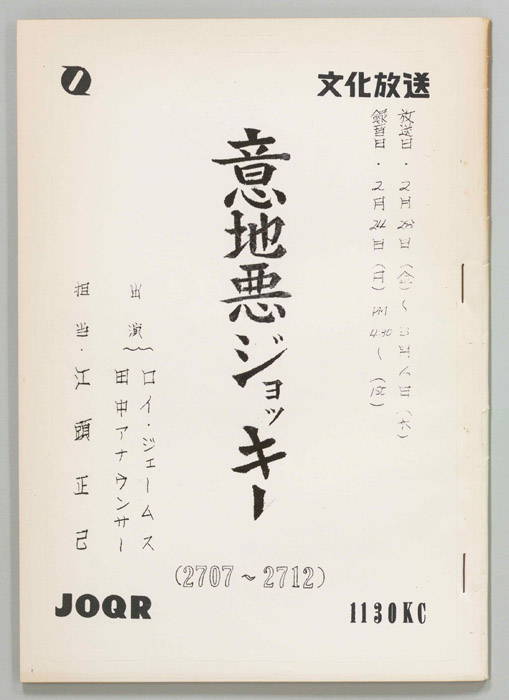 文化放送
放送日・2月28日(金)〜3月6日(木)
録音日・2月24日(日)
意地悪ジョッキー
出演
ロイ・ジェームス
田中アナウンサー
担当・江頭正己
(2707〜2712)
JOQR
1130KC